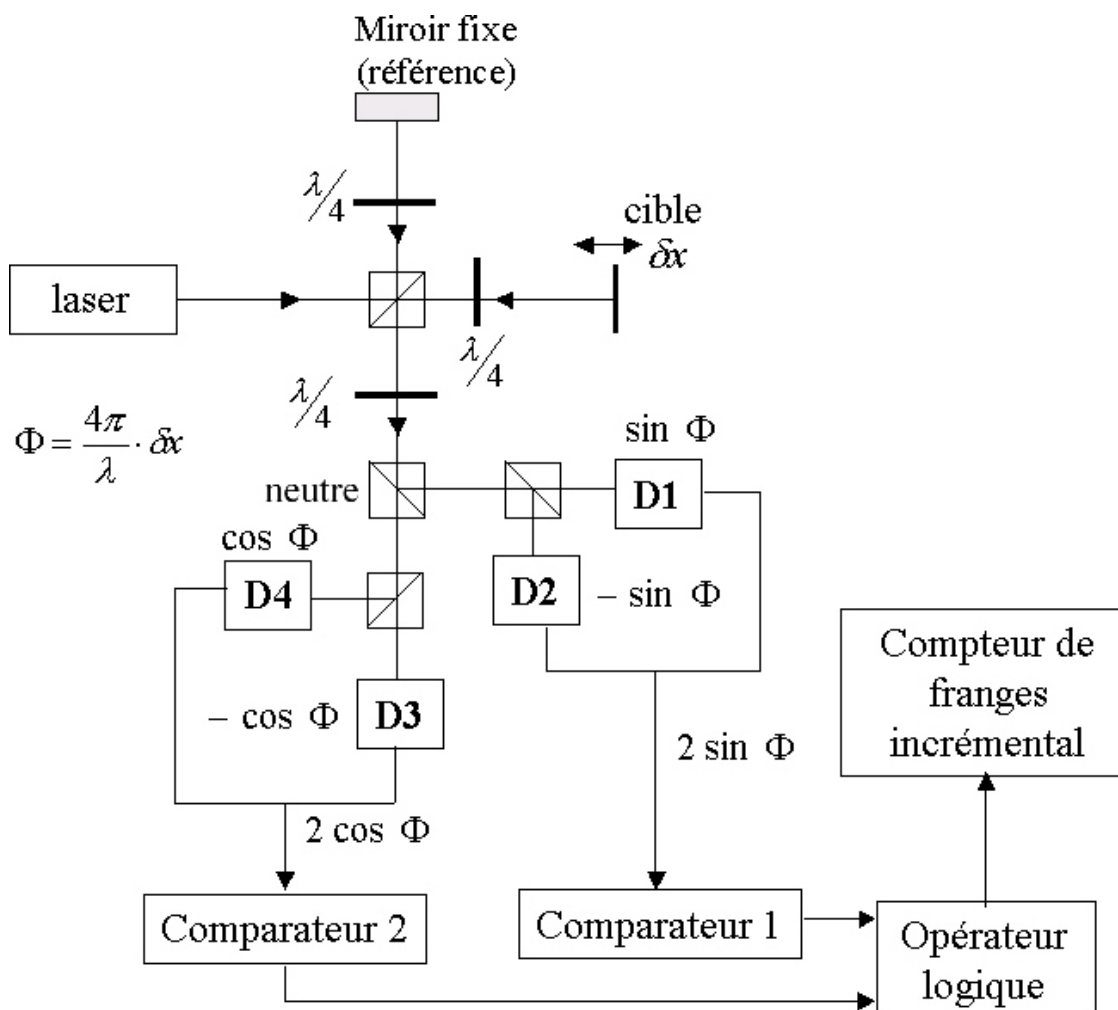 Miroir fixe
(référence)
λ/4
cible
δx
laser
λ/4
λ/4
Φ = 4π/λ · δx
sin Φ
neutre
D1
cos Φ
D4
D2
– sin Φ
Compteur de
franges
incrémental
– cos Φ
D3
2 sin Φ
2 cos Φ
Comparateur 2
Comparateur 1
Opérateur
logique